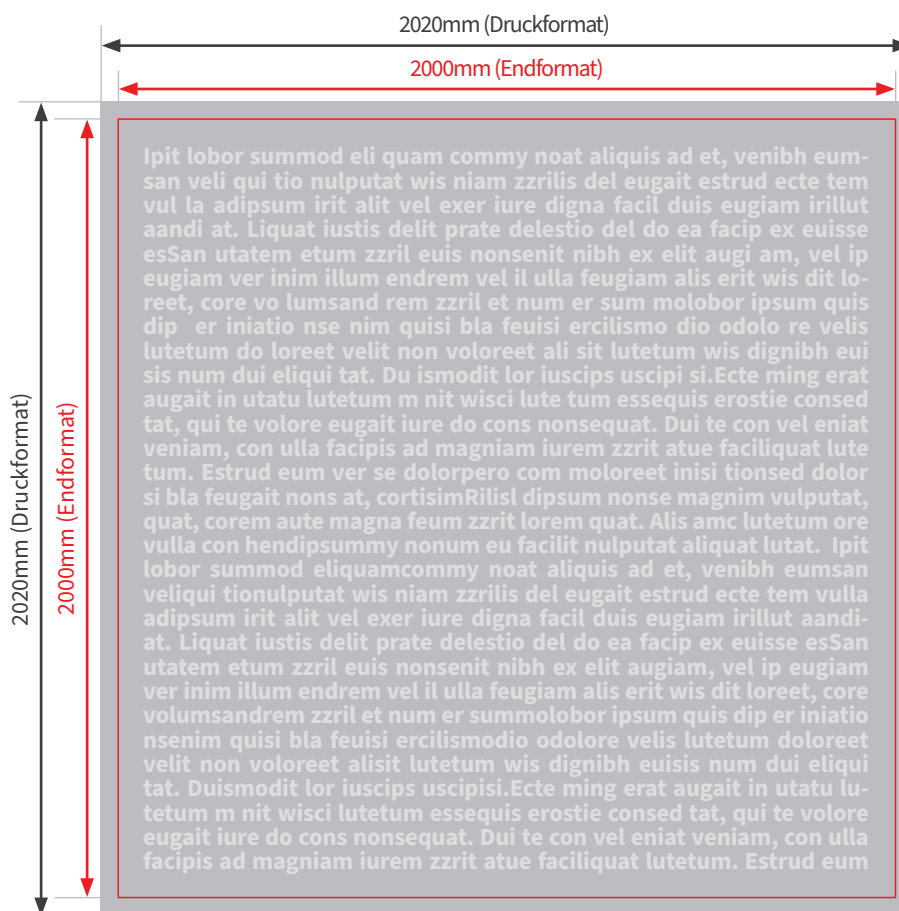 2020mm (Druckformat)
2000mm (Endformat)
2020mm (Druckformat)
2000mm (Endformat)
Ipit lobor summod eli quam commy noat aliquis ad et, venibh eum-
san veli qui tio nulputat wis niam zzrilis del eugait estrud ecte tem
vul la adipsum irit alit vel exer iure digna facil duis eugiam irillut
aandi at. Liquat iustis delit prate delestio del do ea facip ex euisse
esSan utatem etum zzril euis nonsenit nibh ex elit augi am, vel ip
eugiam ver inim illum endrem vel il ulla feugiam alis erit wis dit lo-
reet, core vo lumsand rem zzril et num er sum molobor ipsum quis
dip  er iniatio nse nim quisi bla feuisi ercilismo dio odolo re velis
lutetum do loreet velit non voloreet ali sit lutetum wis dignibh eui
sis num dui eliqui tat. Du ismodit lor iuscips uscipi si.Ecte ming erat
augait in utatu lutetum m nit wisci lute tum essequis erostie consed
tat, qui te volore eugait iure do cons nonsequat. Dui te con vel eniat
veniam, con ulla facipis ad magniam iurem zzrit atue faciliquat lute
tum. Estrud eum ver se dolorpero com moloreet inisi tionsed dolor
si bla feugait nons at, cortisimRilisl dipsum nonse magnim vulputat,
quat, corem aute magna feum zzrit lorem quat. Alis amc lutetum ore
vulla con hendipsummy nonum eu facilit nulputat aliquat lutat.  Ipit
lobor summod eliquamcommy noat aliquis ad et, venibh eumsan
veliqui tionulputat wis niam zzrilis del eugait estrud ecte tem vulla
adipsum irit alit vel exer iure digna facil duis eugiam irillut aandi-
at. Liquat iustis delit prate delestio del do ea facip ex euisse esSan
utatem etum zzril euis nonsenit nibh ex elit augiam, vel ip eugiam
ver inim illum endrem vel il ulla feugiam alis erit wis dit loreet, core
volumsandrem zzril et num er summolobor ipsum quis dip er iniatio
nsenim quisi bla feuisi ercilismodio odolore velis lutetum doloreet
velit non voloreet alisit lutetum wis dignibh euisis num dui eliqui
tat. Duismodit lor iuscips uscipisi.Ecte ming erat augait in utatu lu-
tetum m nit wisci lutetum essequis erostie consed tat, qui te volore
eugait iure do cons nonsequat. Dui te con vel eniat veniam, con ulla
facipis ad magniam iurem zzrit atue faciliquat lutetum. Estrud eum